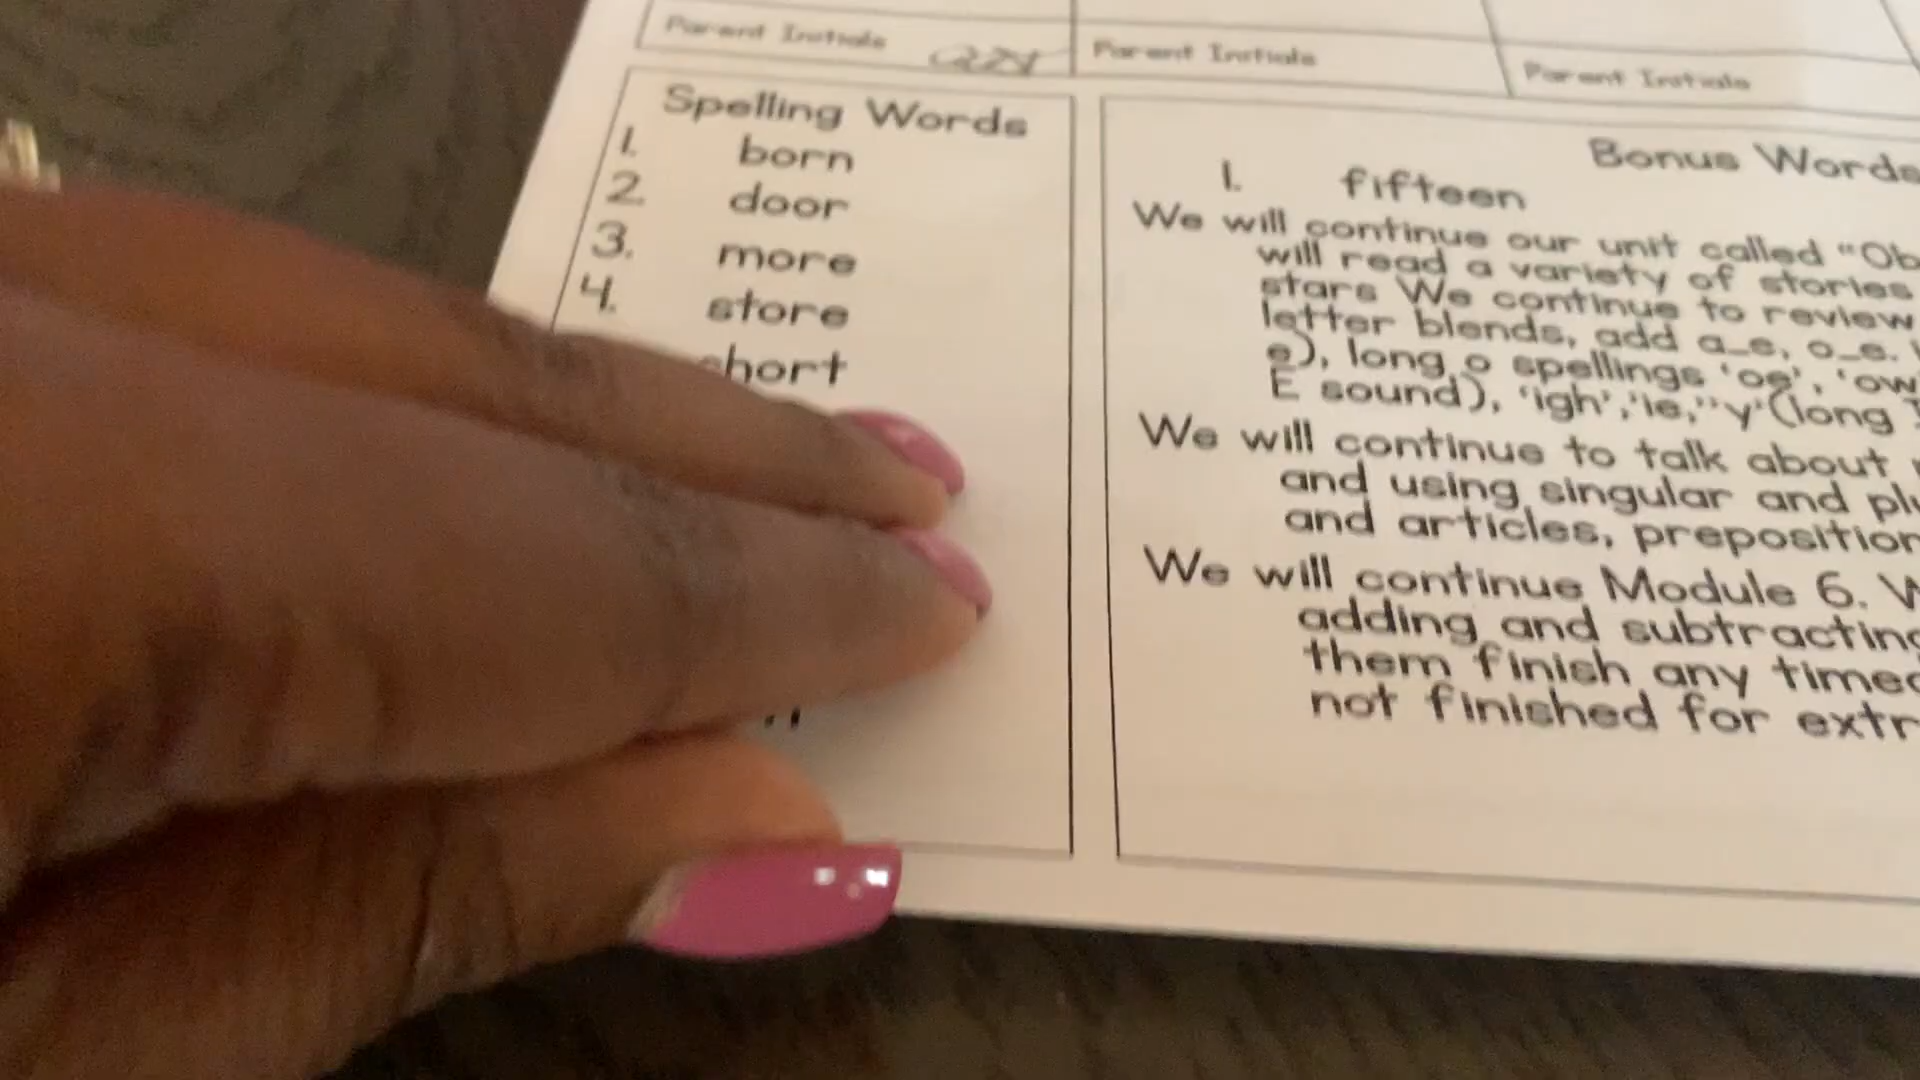 Parent Initials
Parent Initials
Parent Initials
Spelling Words
1. born
2. door
3. more
4. store
short
Bonus Words
1. fifteen
We will continue our unit called "Ob
will read a variety of stories
stars We continue to review
letter blends, add a_e, o_e.
e), long o spellings 'oe', 'ow
E sound), 'igh','ie,''y'(long I
We will continue to talk about
and using singular and plu
and articles, preposition
We will continue Module 6. W
adding and subtracting
them finish any timed
not finished for extr